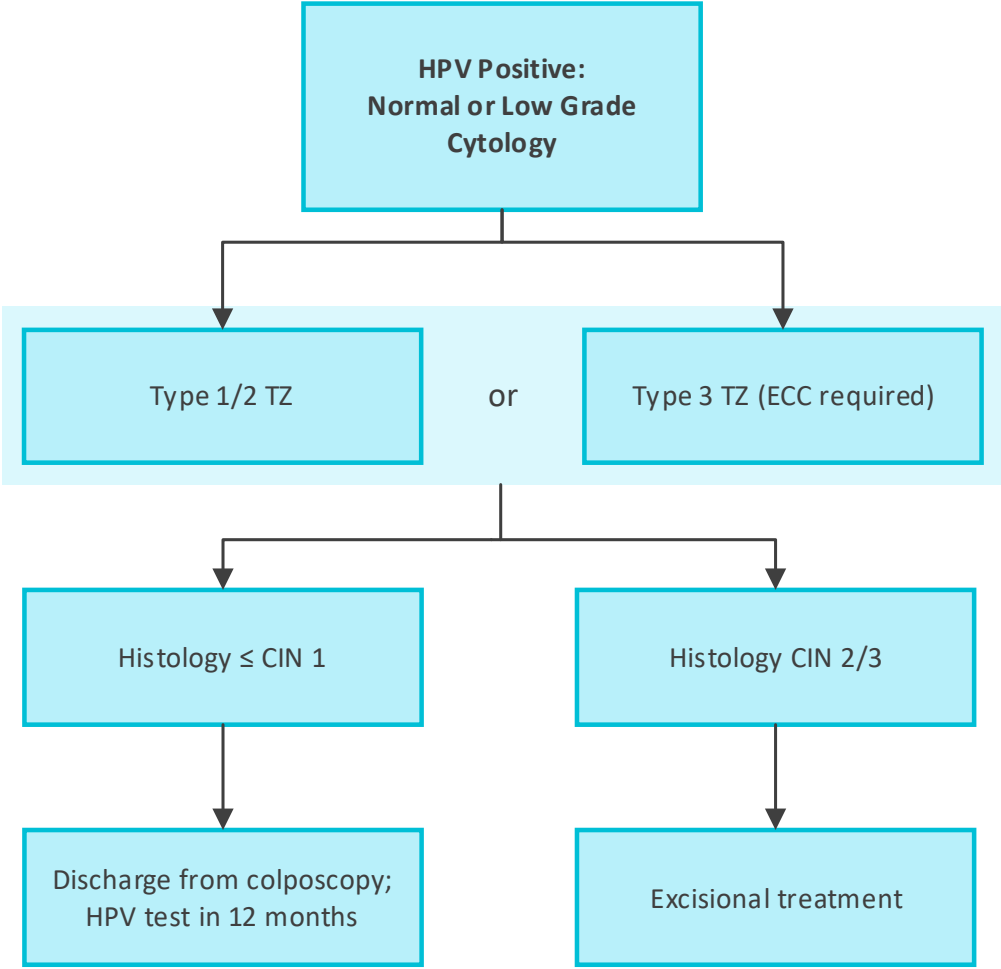 HPV Positive:
Normal or Low Grade
Cytology
Type 1/2 TZ
or
Type 3 TZ (ECC required)
Histology ≤ CIN 1
Histology CIN 2/3
Discharge from colposcopy;
HPV test in 12 months
Excisional treatment